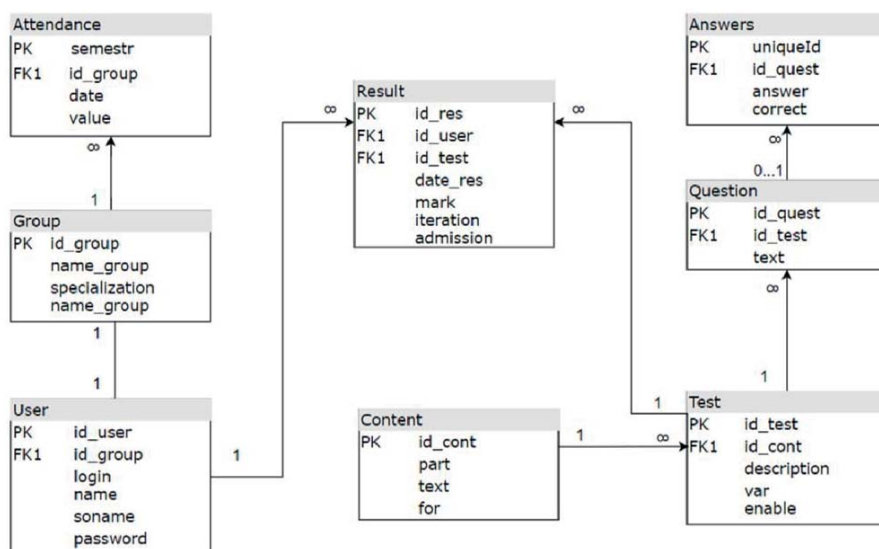 Attendance
PK semestr
FK1 id_group
date
value
∞
1
Group
PK id_group
name_group
specialization
name_group
1
1
User
PK id_user
FK1 id_group
login
name
soname
password
1
∞
Result
PK id_res
FK1 id_user
FK1 id_test
date_res
mark
iteration
admission
∞
Content
PK id_cont
part
text
for
1
∞
Answers
PK uniqueId
FK1 id_quest
answer
correct
∞
0...1
Question
PK id_quest
FK1 id_test
text
∞
1
1
Test
PK id_test
FK1 id_cont
description
var
enable